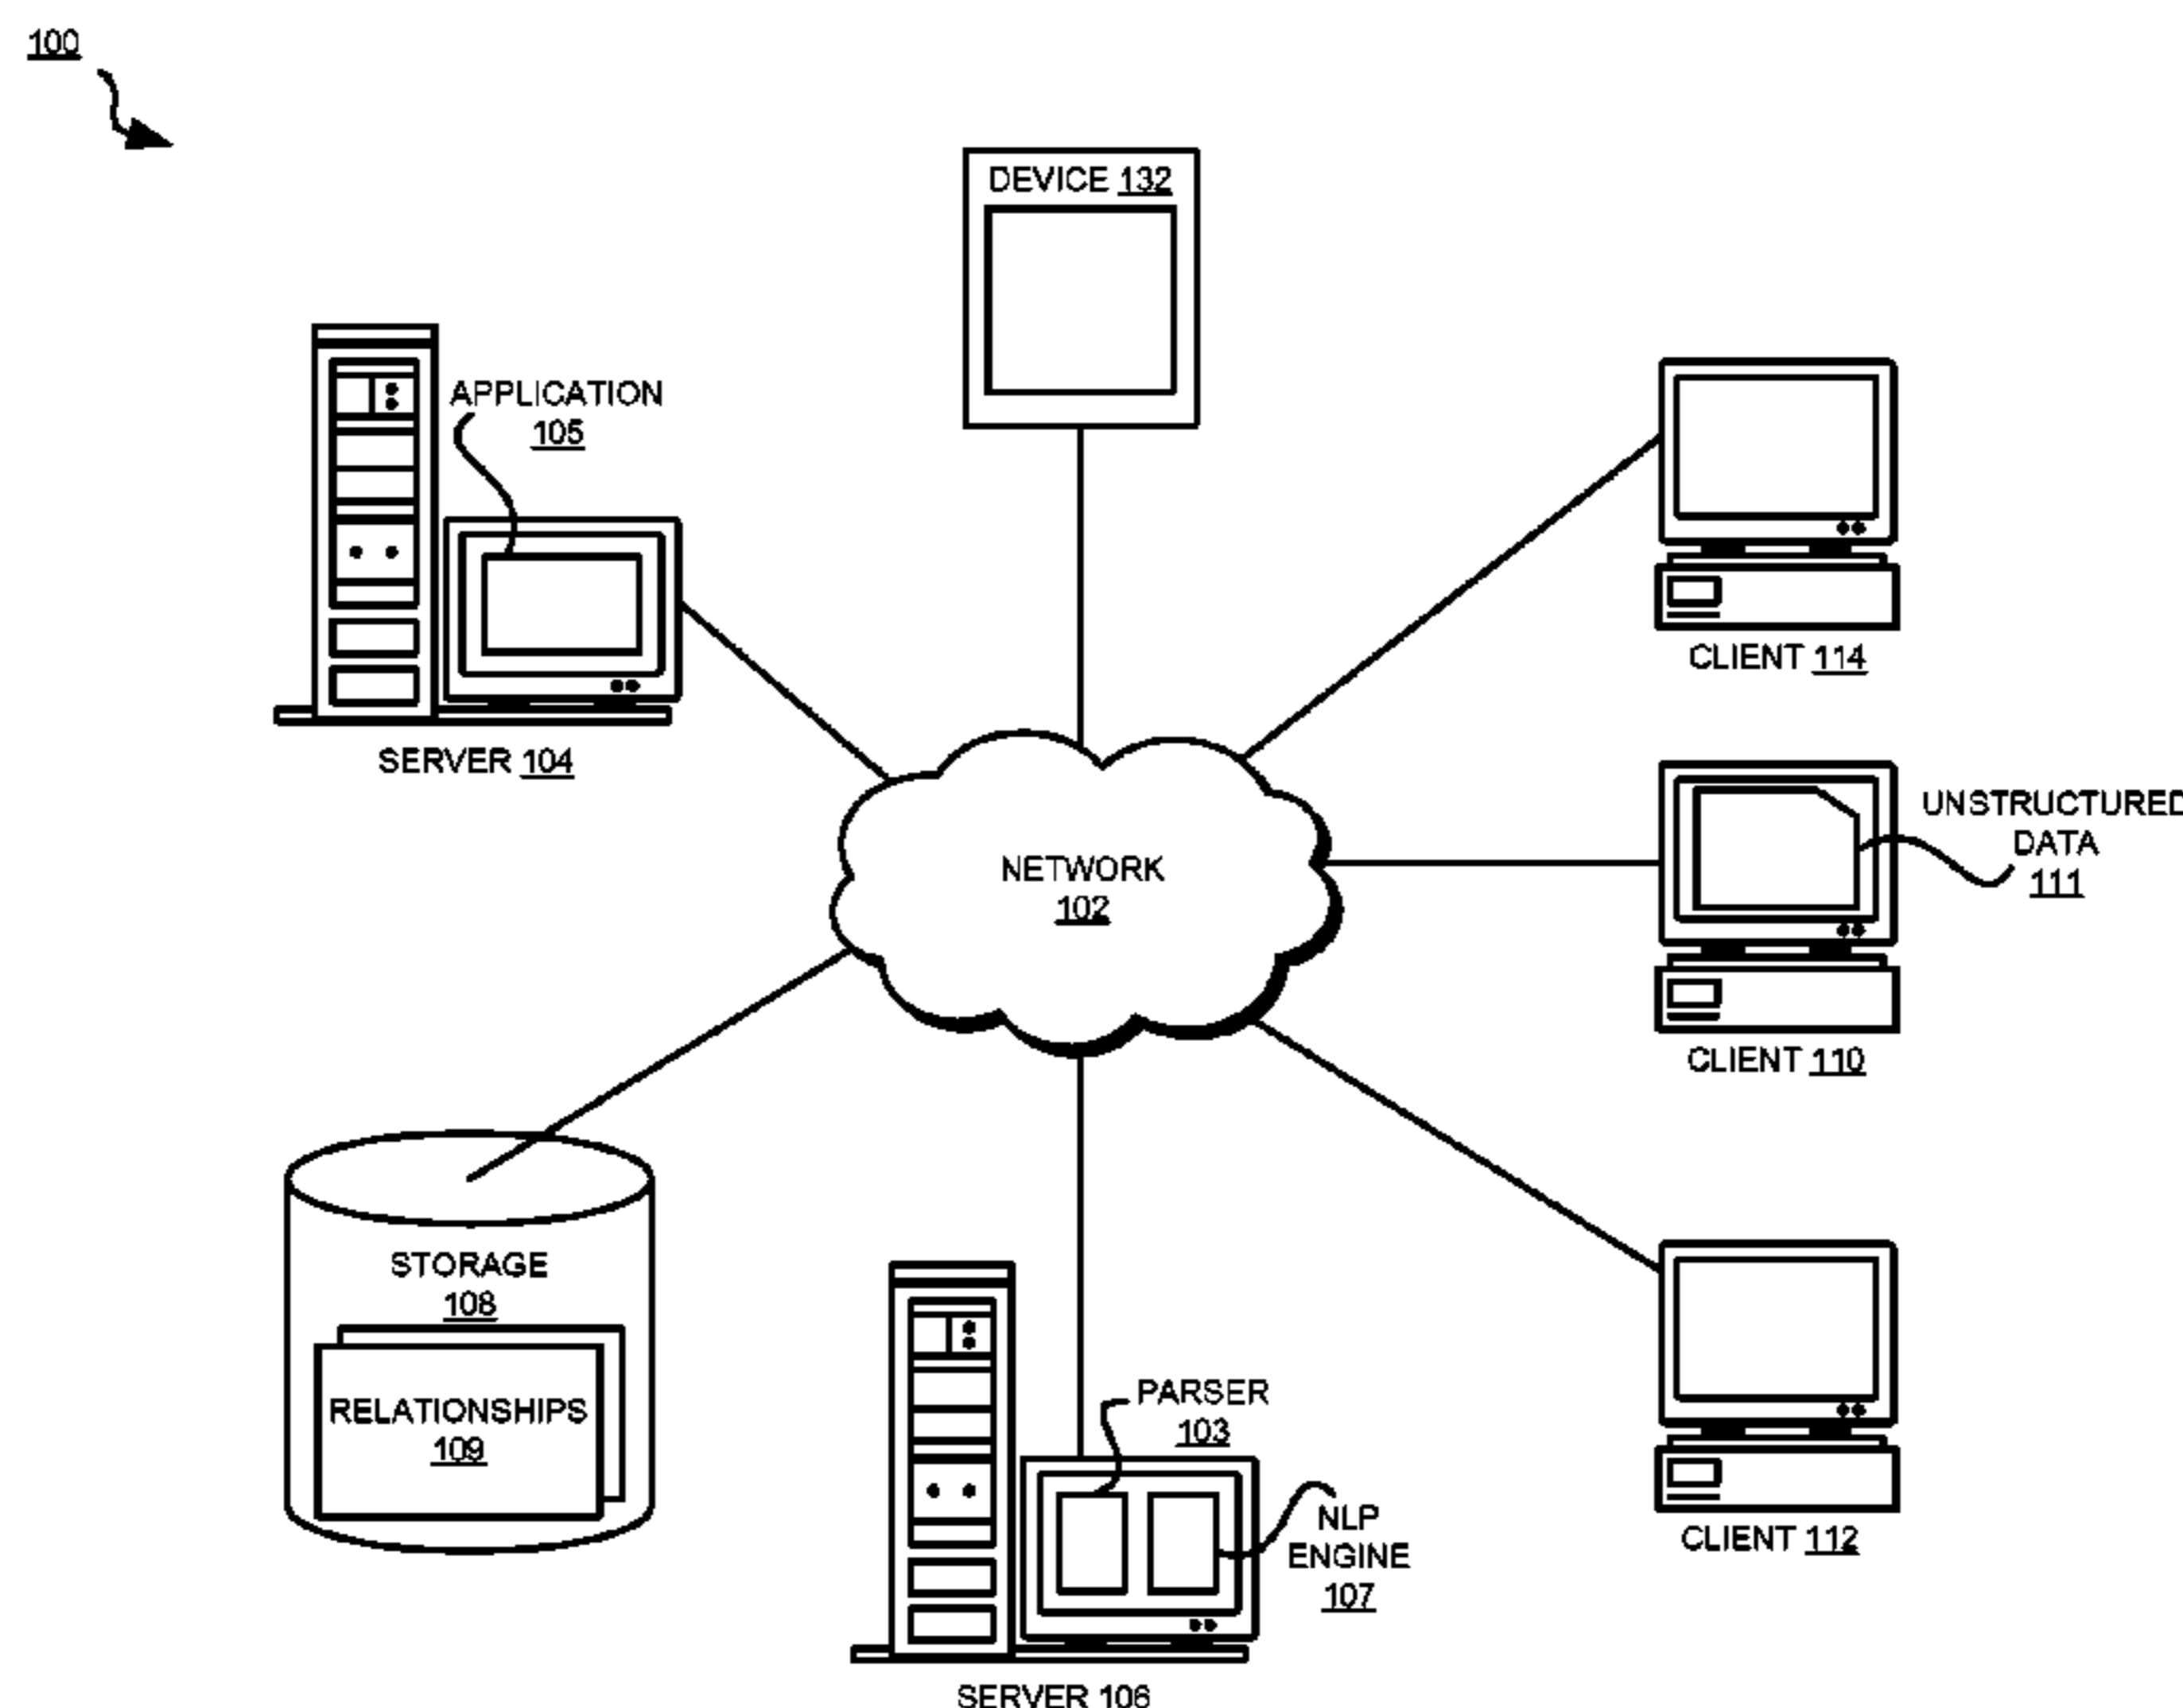 100
DEVICE 132
APPLICATION
105
SERVER 104
CLIENT 114
NETWORK
102
UNSTRUCTURED
DATA
111
CLIENT 110
STORAGE
108
RELATIONSHIPS
109
PARSER
103
NLP
ENGINE
107
SERVER 106
CLIENT 112